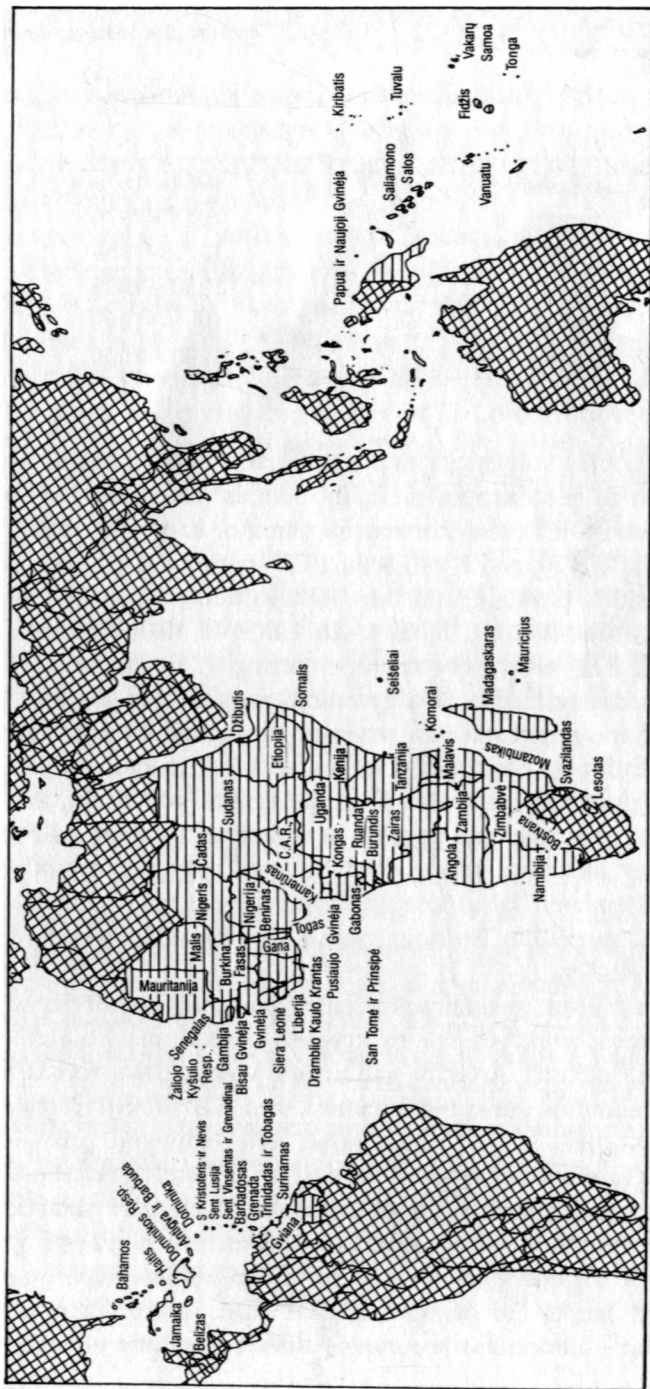 Bahamos
Jamaika
Belizas
Haitis
Dominikos Resp.
Antigva Barbuda
Dominika
S Kristoferis ir Nevis
Sent Lusija
Sent Vinsentas ir Grenadinai
Barbadosas
Grenada
Trinidadas ir Tobagas
Surinamas
Gviana
Žaliojo
Kyšulio
Resp.
Senegalas
Gambija
Bisau Gvinėja
Gvinėja
Siera Leonė
Liberija
Dramblio Kaulo Krantas
Pusiaujo Gvinėja
San Tomė ir Prinsipė
Mauritanija
Malis
Burkina
Fasas
Gana
Togas
Beninas
Nigerija
Nigeris
Čadas
Kamerūnas
Gabonas
Kongas
C.A.R.
Sudanas
Džibutis
Etiopija
Somalis
Uganda
Kenija
Ruanda
Burundis
Zairas
Tanzanija
Seišeliai
Komorai
Angola
Zambija
Malavis
Mozambikas
Madagaskaras
Mauricijus
Zimbabvė
Namibija
Bostvana
Svazilandas
Lesotas
Papua ir Naujoji Gvinėja
Saliamono
Salos
Kiribatis
Tuvalu
Vanuatu
Fidžis
Vakarų
Samoa
Tonga